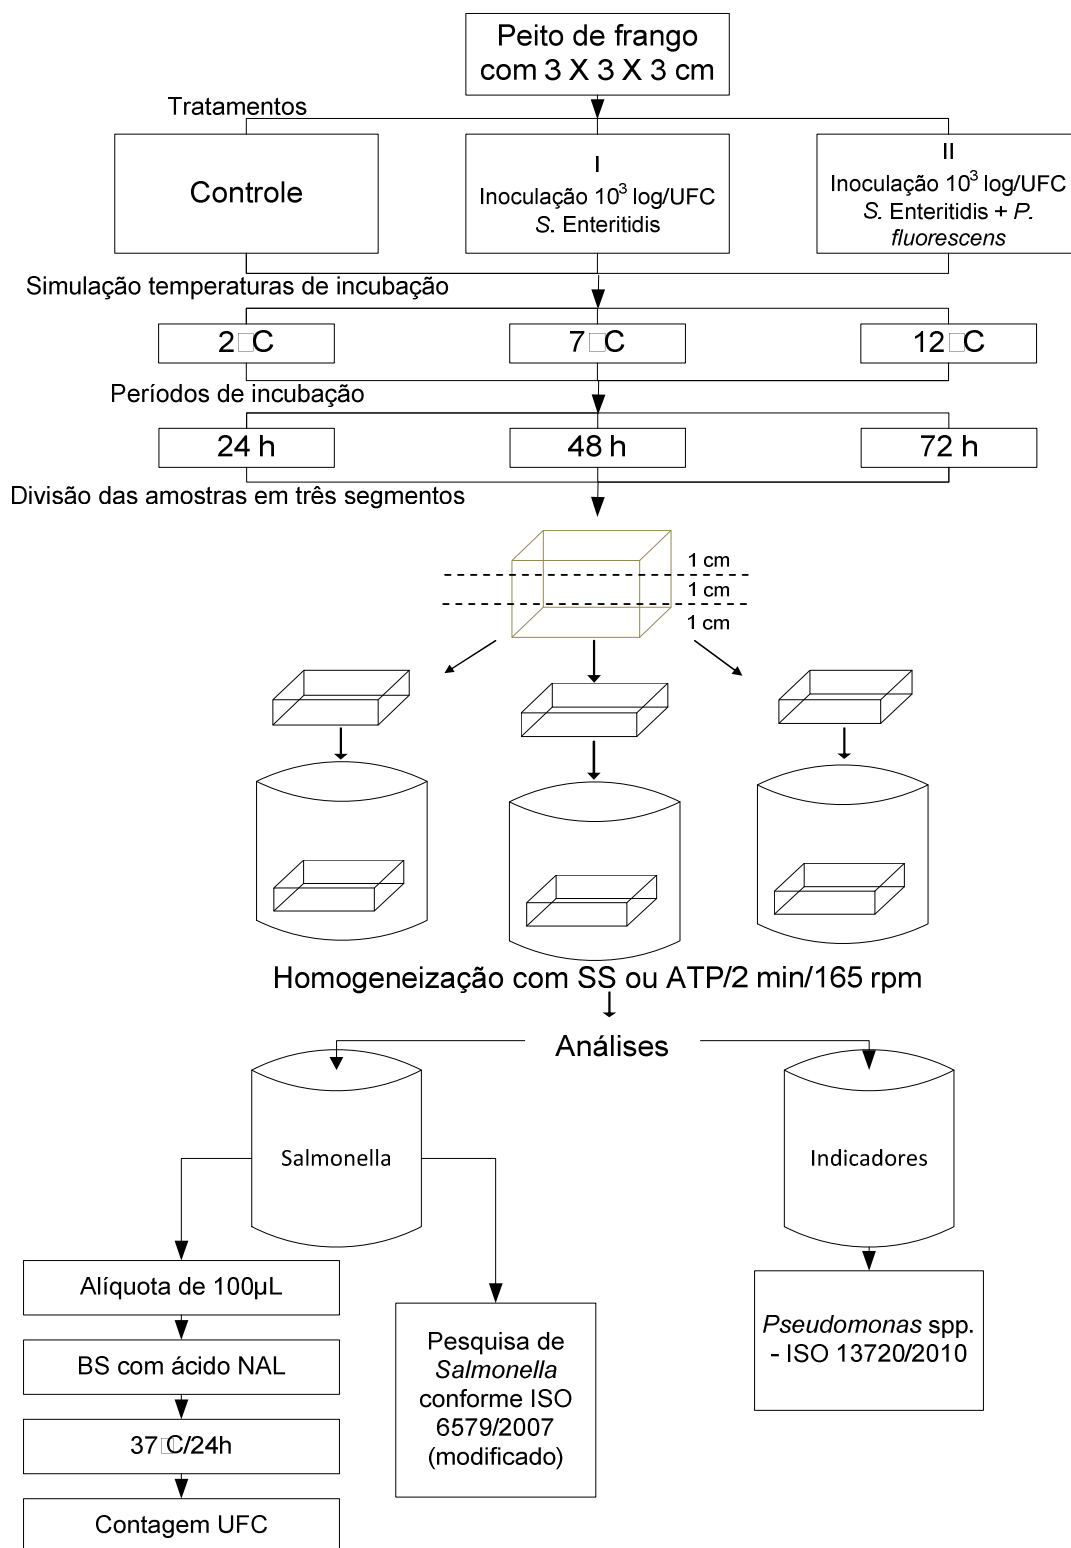 Peito de frango
com 3 X 3 X 3 cm
Tratamentos
Controle
I
Inoculação 10³ log/UFC
S. Enteritidis
II
Inoculação 10³ log/UFC
S. Enteritidis + P.
fluorescens
Simulação temperaturas de incubação
2 □C
7 □C
12 □C
Períodos de incubação
24 h
48 h
72 h
Divisão das amostras em três segmentos
1 cm
1 cm
1 cm
Homogeneização com SS ou ATP/2 min/165 rpm
Análises
Salmonella
Indicadores
Alíquota de 100µL
BS com ácido NAL
37□C/24h
Contagem UFC
Pesquisa de
Salmonella
conforme ISO
6579/2007
(modificado)
Pseudomonas spp.
- ISO 13720/2010